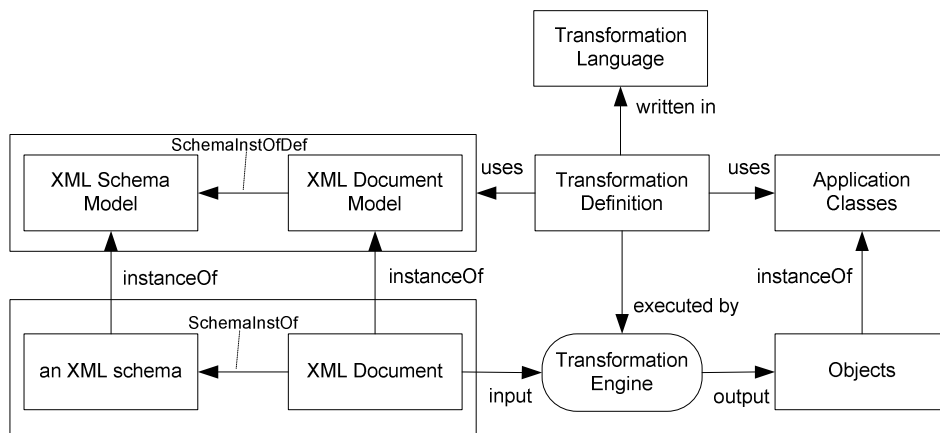 Transformation
Language
written in
SchemaInstOfDef
XML Schema
Model
XML Document
Model
uses
Transformation
Definition
uses
Application
Classes
instanceOf
instanceOf
executed by
instanceOf
SchemaInstOf
an XML schema
XML Document
input
Transformation
Engine
output
Objects